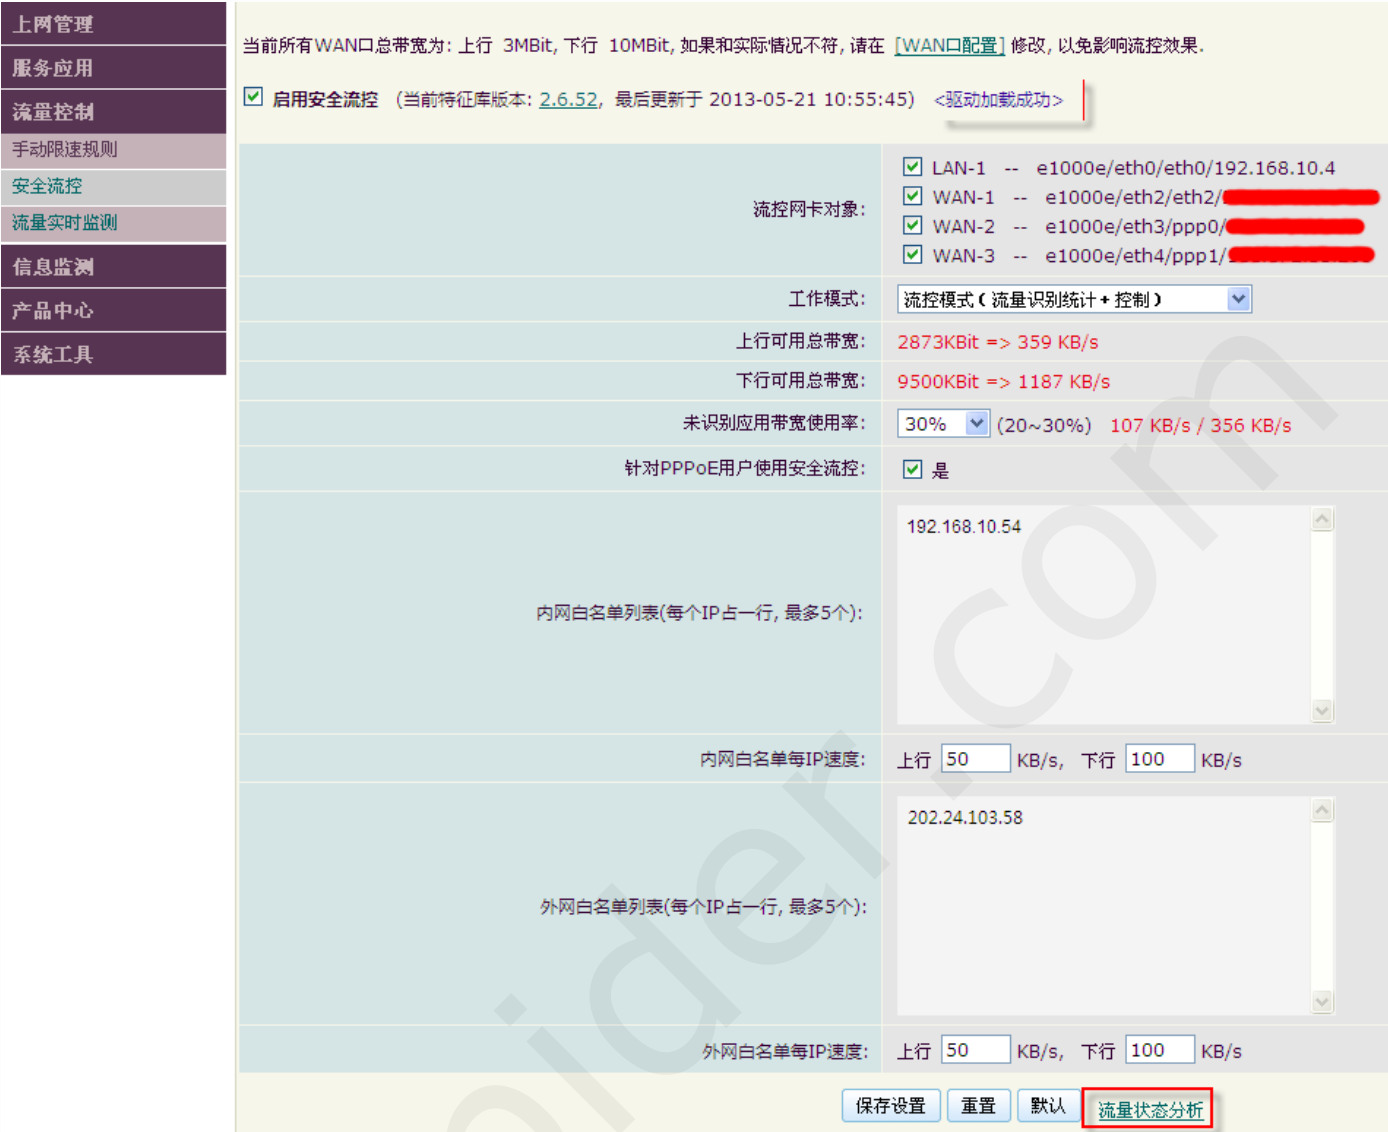 上网管理
服务应用
流量控制
手动限速规则
安全流控
流量实时监测
信息监测
产品中心
系统工具
当前所有WAN口总带宽为: 上行 3MBit, 下行 10MBit, 如果和实际情况不符, 请在 [WAN口配置] 修改, 以免影响流控效果.
启用安全流控 (当前特征库版本: 2.6.52, 最后更新于 2013-05-21 10:55:45) <驱动加载成功>
流控网卡对象:
LAN-1 -- e1000e/eth0/eth0/192.168.10.4
WAN-1 -- e1000e/eth2/eth2/
WAN-2 -- e1000e/eth3/ppp0/
WAN-3 -- e1000e/eth4/ppp1/
工作模式: 流控模式 ( 流量识别统计 + 控制 )
上行可用总带宽: 2873KBit => 359 KB/s
下行可用总带宽: 9500KBit => 1187 KB/s
未识别应用带宽使用率: 30% (20~30%) 107 KB/s / 356 KB/s
针对PPPoE用户使用安全流控: 是
内网白名单列表(每个IP占一行, 最多5个): 192.168.10.54
内网白名单每IP速度: 上行 50 KB/s, 下行 100 KB/s
外网白名单列表(每个IP占一行, 最多5个): 202.24.103.58
外网白名单每IP速度: 上行 50 KB/s, 下行 100 KB/s
保存设置 重置 默认 流量状态分析
ider.com